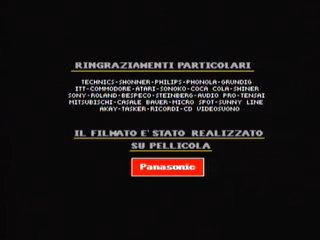 RINGRAZIAMENTI PARTICOLARI
TECHNICS-SHONNER-PHILIPS-PHONOLA-GRUNDIG
ITT-COMMODORE-ATARI-SONOKO-COCA COLA-SHINER
SONY-ROLAND-BESPECO-STEINBERG-AUDIO PRO-TENSAI
MITSUBISCHI-CASALE BAUER-MICRO SPOT-SUNNY LINE
AKAY-TASKER-RICORDI-CD VIDEOSUONO
IL FILMATO E' STATO REALIZZATO
SU PELLICOLA
Panasonic